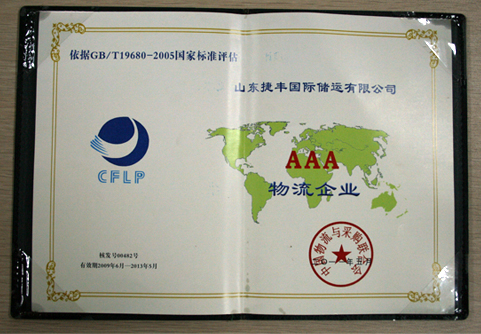 依据GB/T19680-2005国家标准评估
山东捷丰国际储运有限公司
CFLP
AAA
物流企业
核发号00482号
有效期2009年6月—2013年5月
中国物流与采购联合会